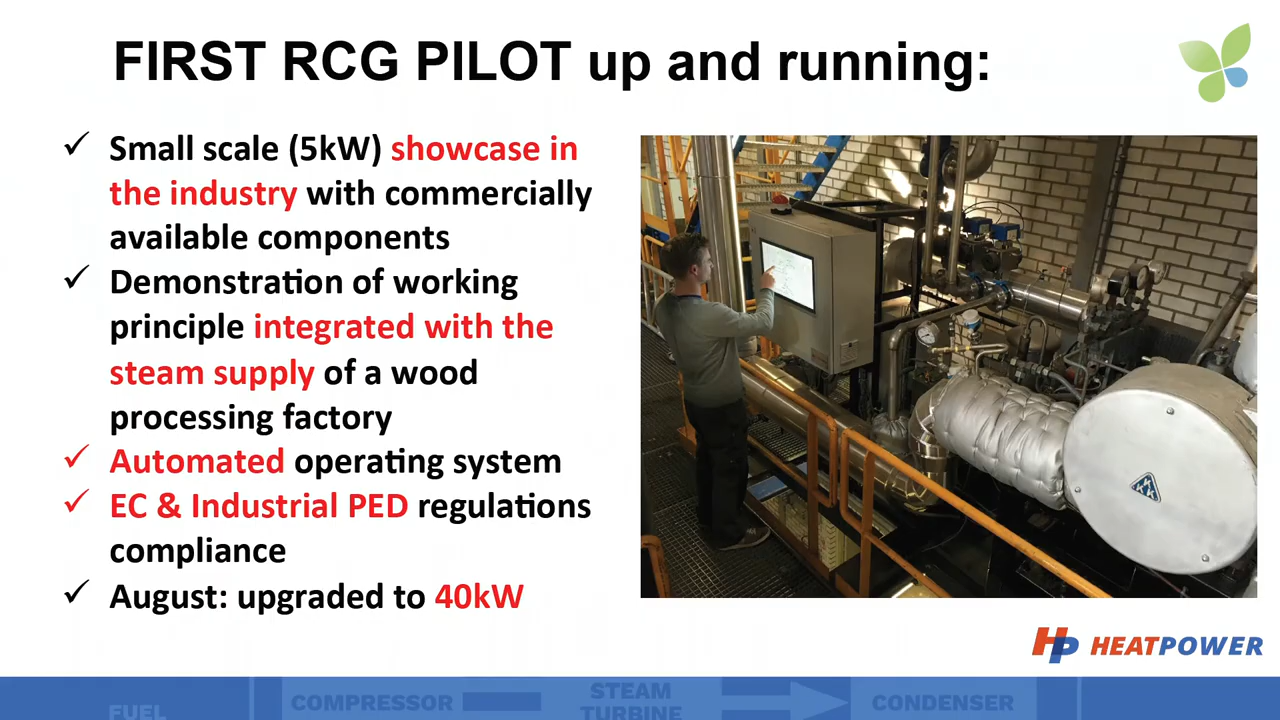 FIRST RCG PILOT up and running:
Small scale (5kW) showcase in
the industry with commercially
available components
Demonstration of working
principle integrated with the
steam supply of a wood
processing factory
Automated operating system
EC & Industrial PED regulations
compliance
August: upgraded to 40kW
KKK
HP HEATPOWER
FUEL
COMPRESSOR
STEAM
TURBINE
CONDENSER